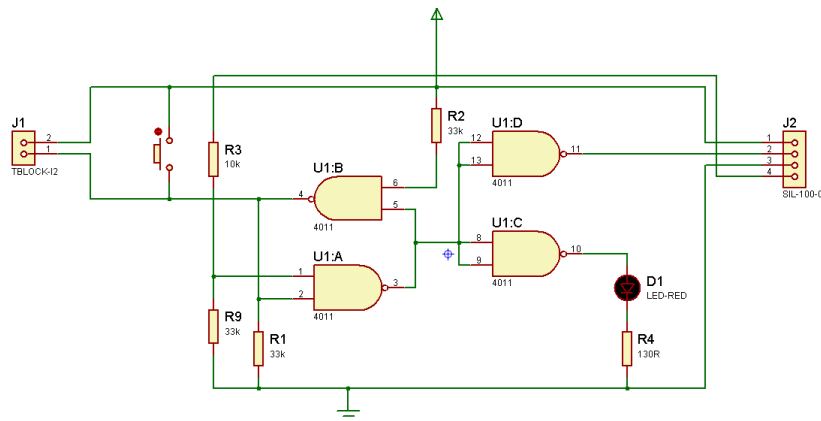 J1
2
1
TBLOCK-I2
R3
10k
R9
33k
R1
33k
U1:B
4
6
5
4011
U1:A
1
2
3
4011
R2
33k
U1:D
12
13
11
4011
U1:C
8
9
10
4011
D1
LED-RED
R4
130R
J2
1
2
3
4
SIL-100-0